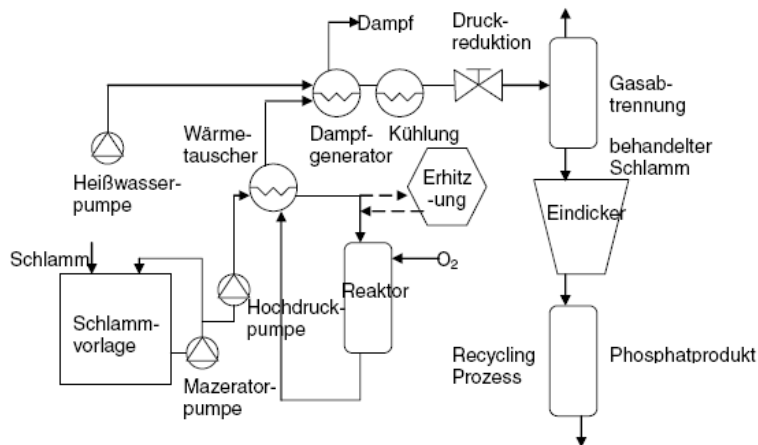 Dampf
Druck-
reduktion
Gasab-
trennung
Wärme-
tauscher
Dampf-
generator
Kühlung
behandelter
Schlamm
Heißwasser-
pumpe
Erhitz
-ung
Eindicker
Schlamm
O2
Reaktor
Hochdruck-
pumpe
Schlamm-
vorlage
Mazerator-
pumpe
Recycling
Prozess
Phosphatprodukt